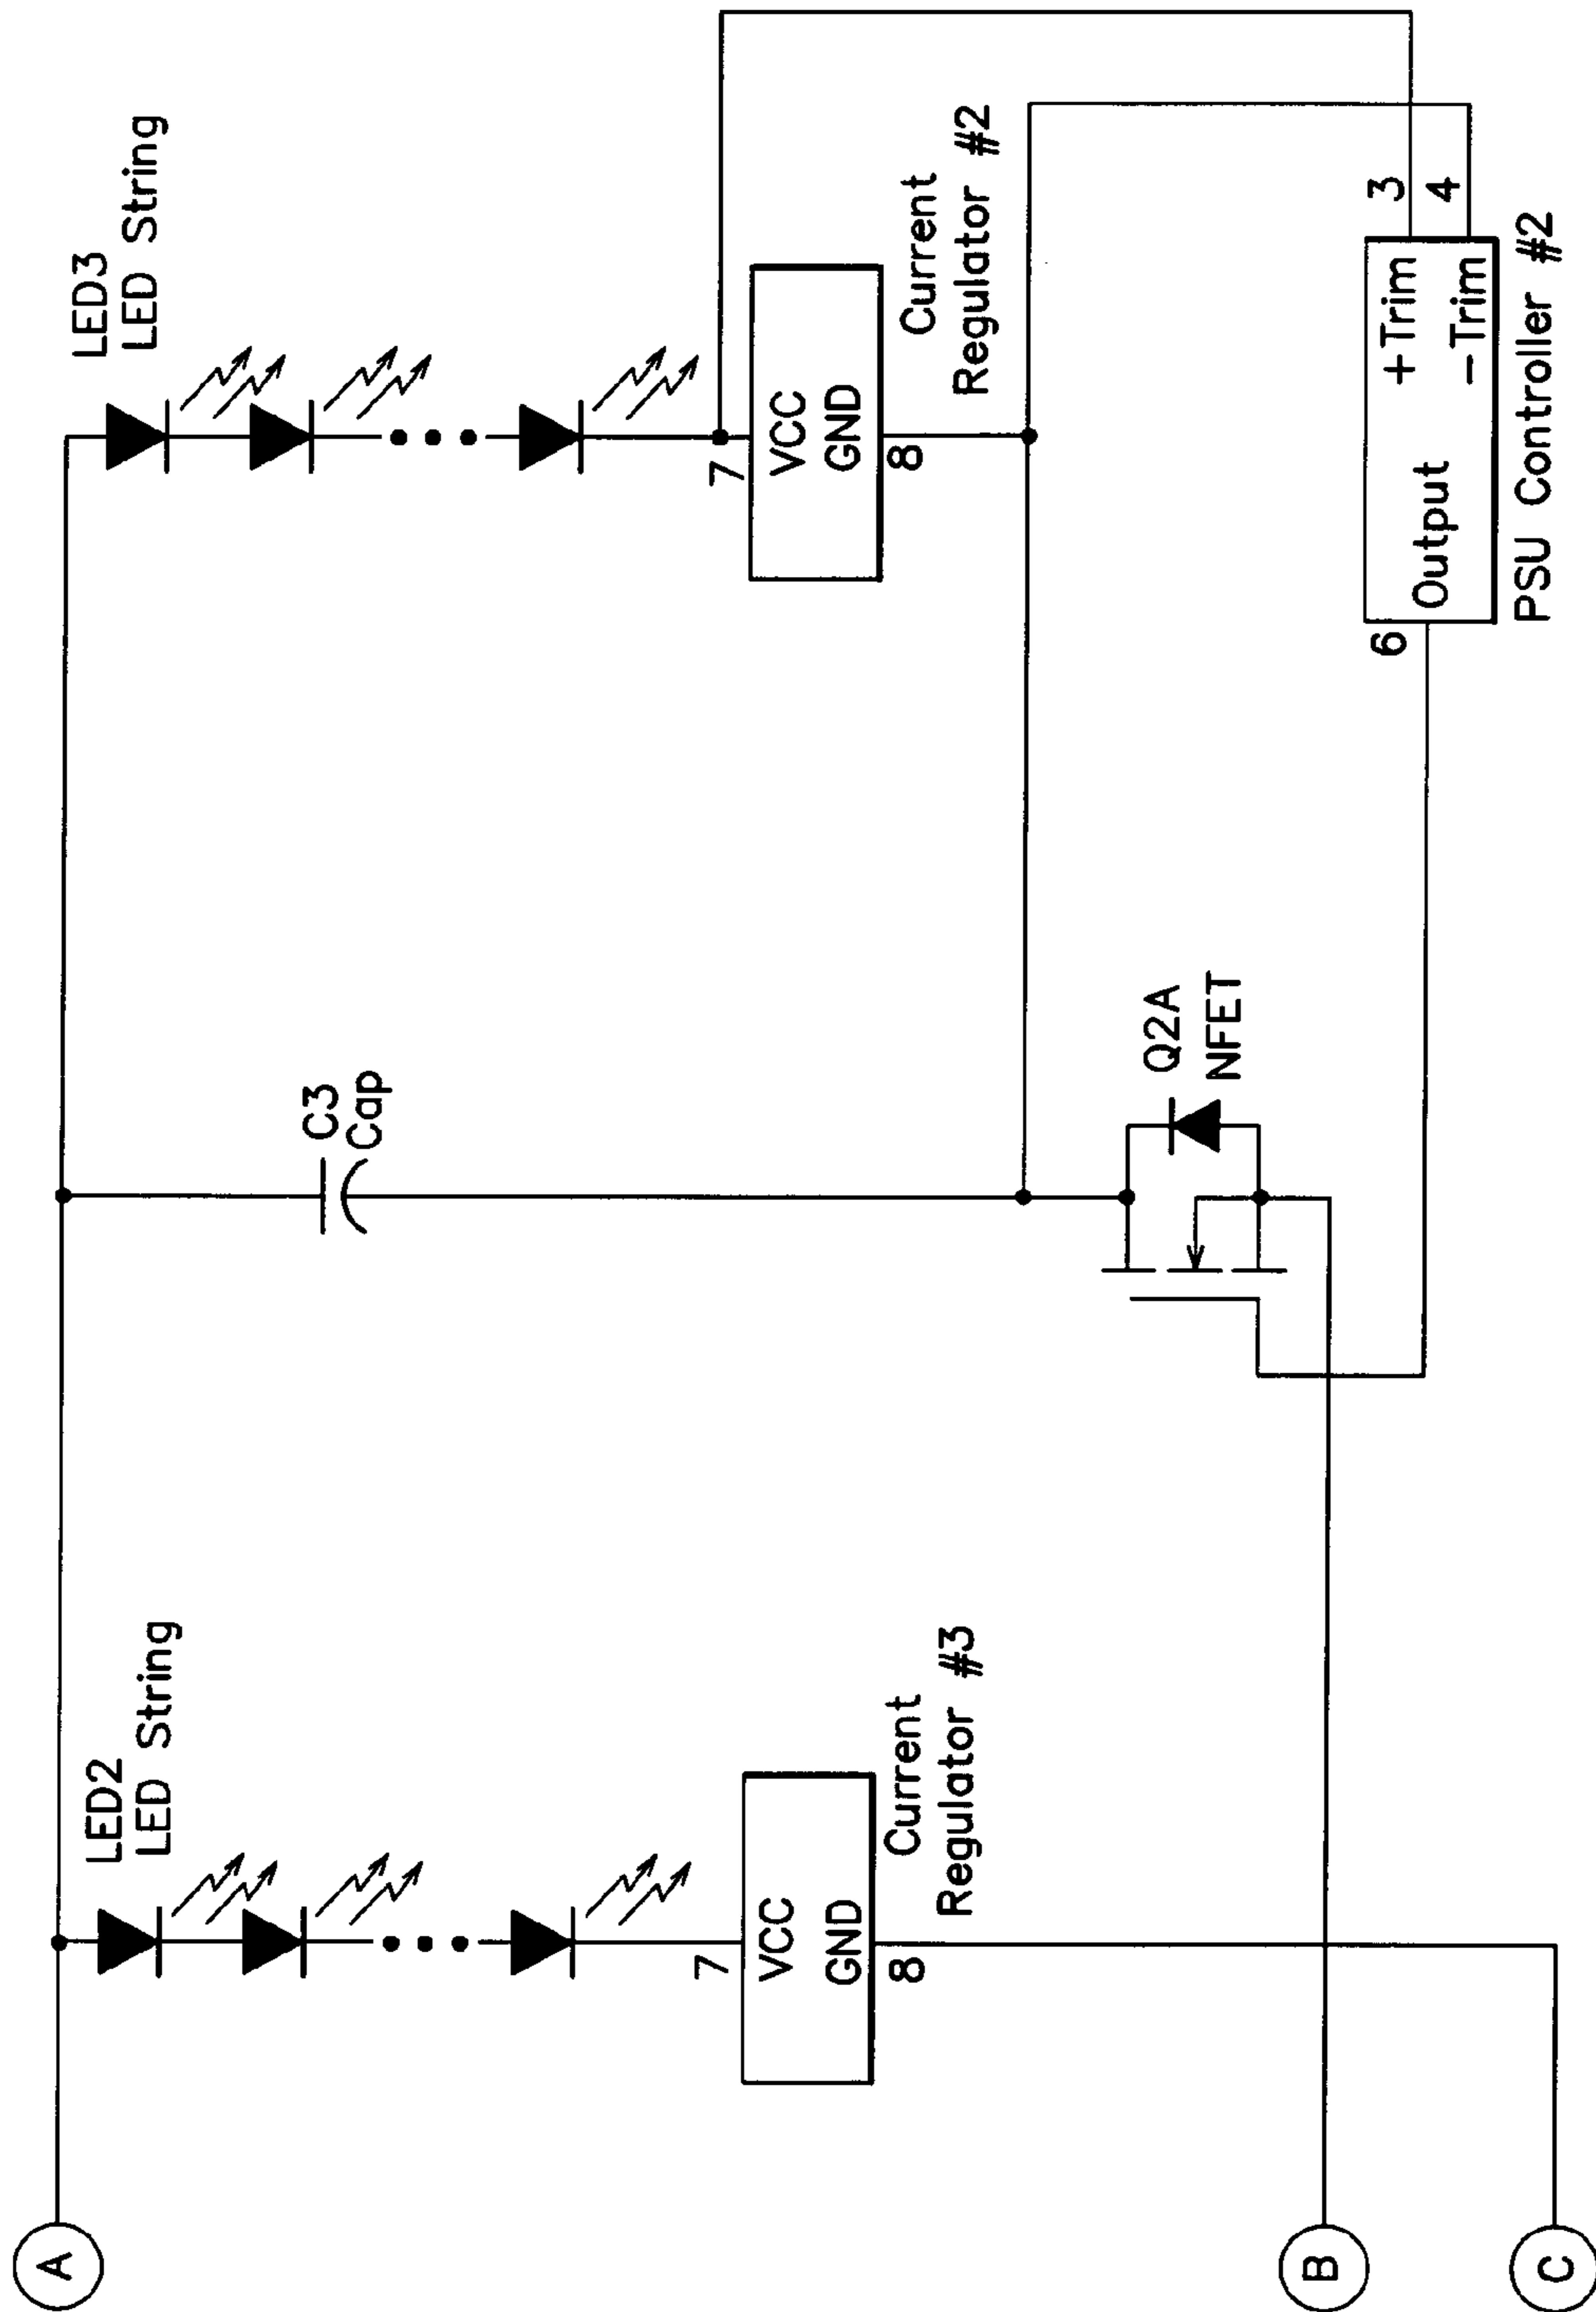 A
LED2
LED String
7
VCC
GND
8
Current
Regulator #3
C3
Cap
LED3
LED String
7
VCC
GND
8
Current
Regulator #2
Q2A
NFET
B
C
6
Output
+Trim
-Trim
3
4
PSU Controller #2